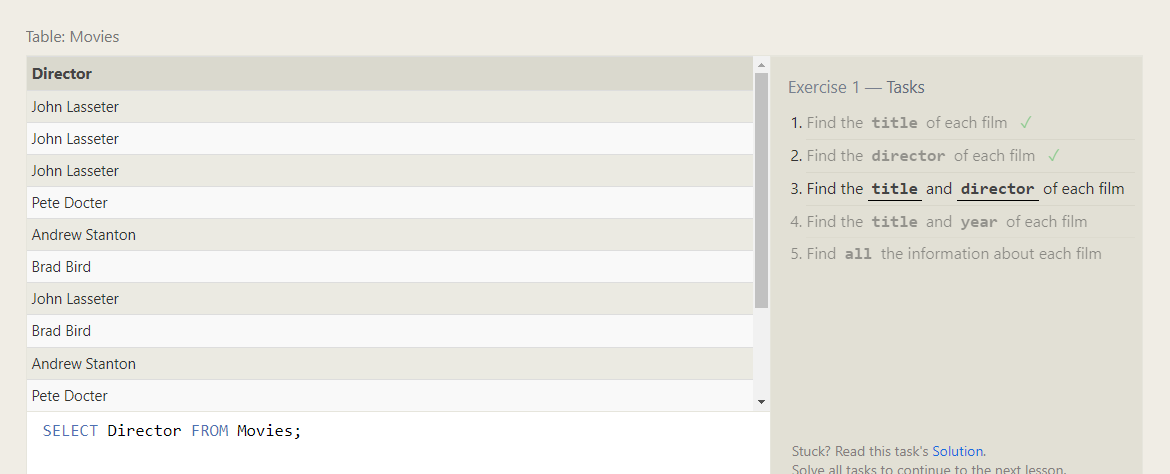 Table: Movies
Director
John Lasseter
John Lasseter
John Lasseter
Pete Docter
Andrew Stanton
Brad Bird
John Lasseter
Brad Bird
Andrew Stanton
Pete Docter
SELECT Director FROM Movies;
Exercise 1 — Tasks
1. Find the title of each film ✓
2. Find the director of each film ✓
3. Find the title and director of each film
4. Find the title and year of each film
5. Find all the information about each film
Stuck? Read this task's Solution.
Solve all tasks to continue to the next lesson.